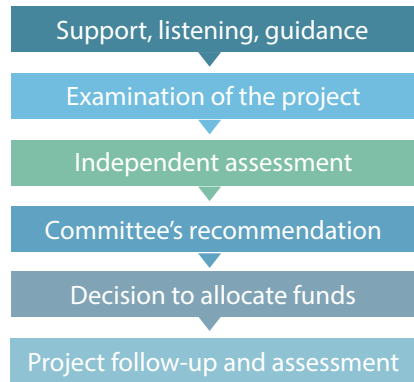 Support, listening, guidance
Examination of the project
Independent assessment
Committee’s recommendation
Decision to allocate funds
Project follow-up and assessment